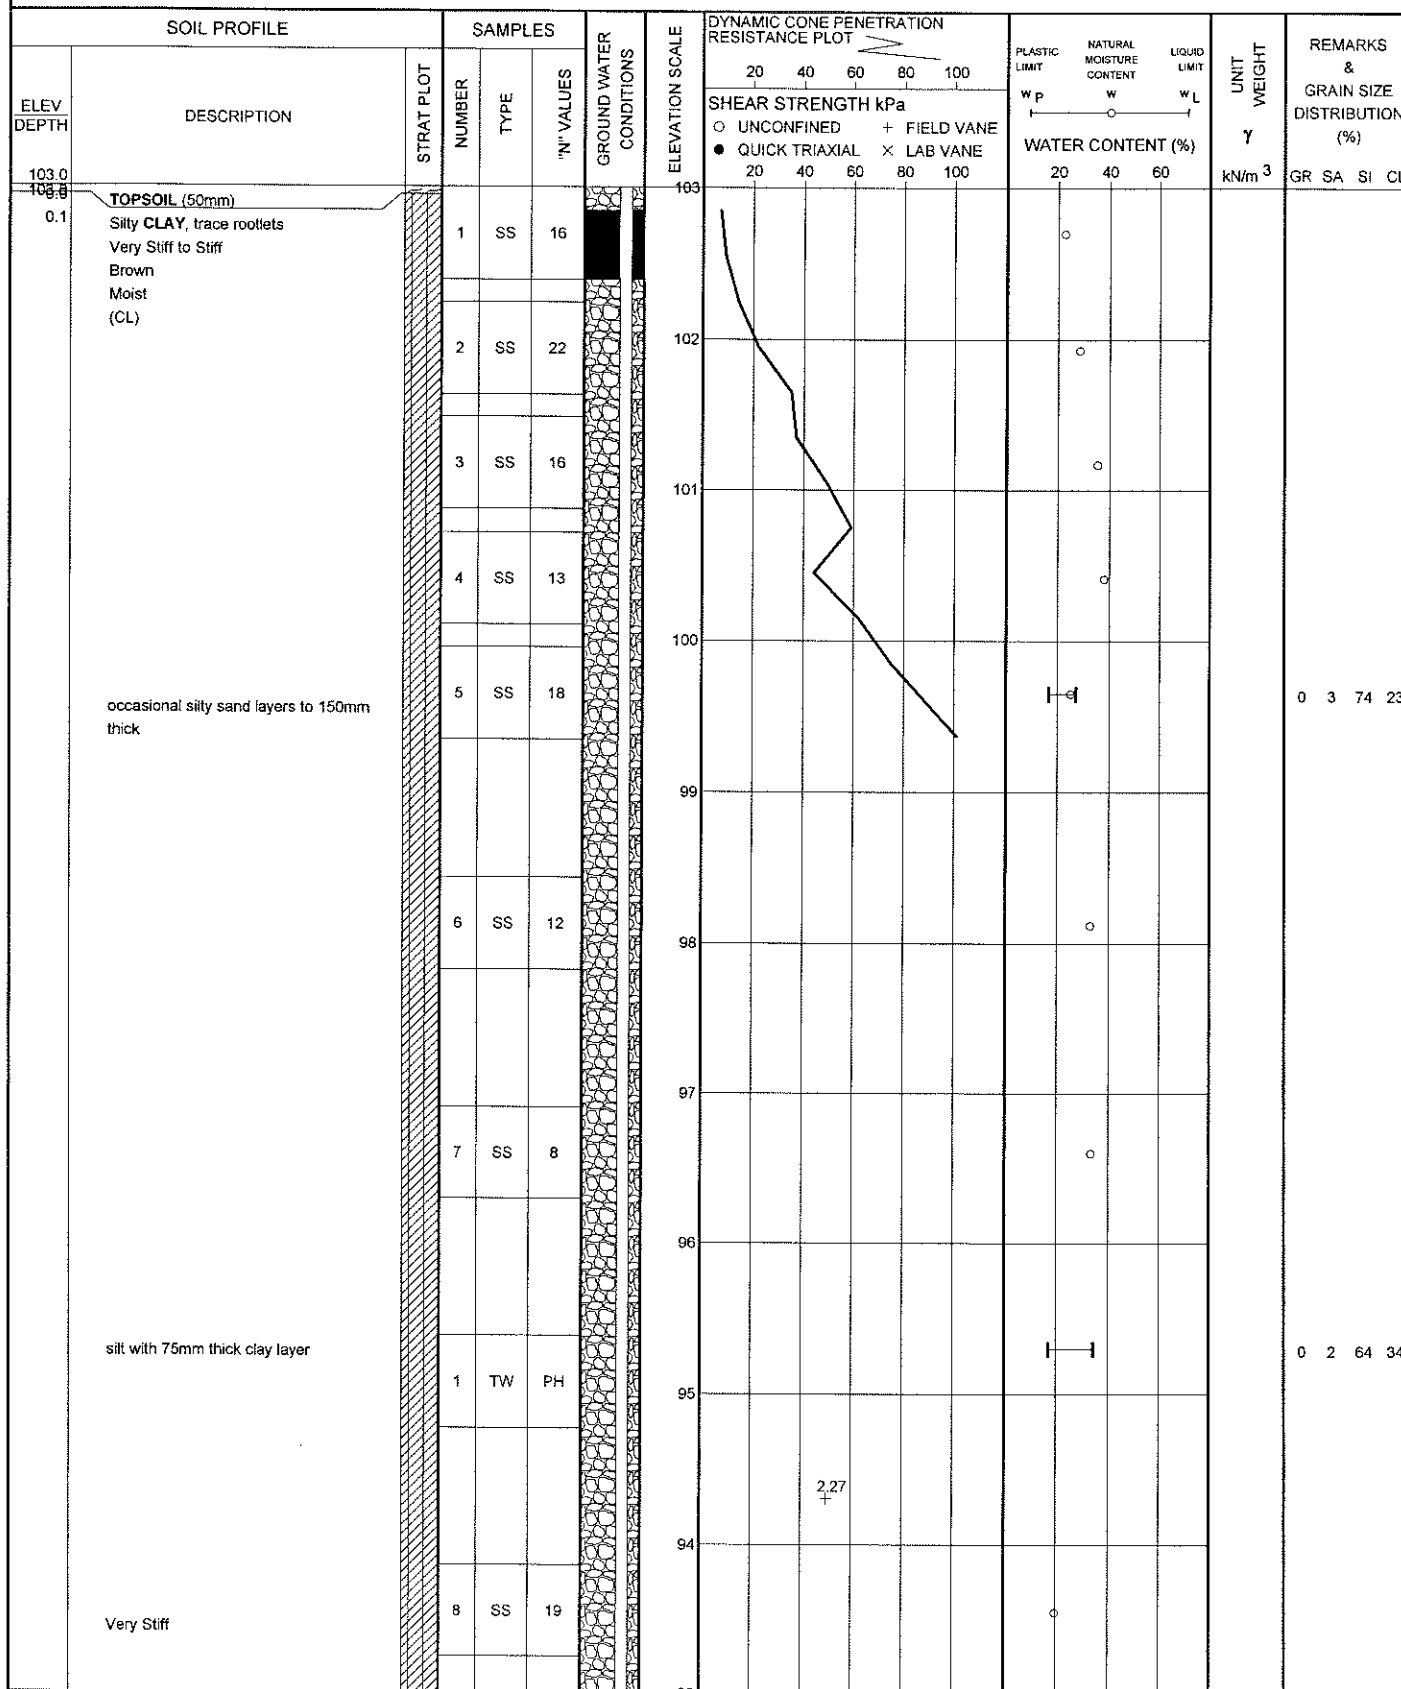 SOIL PROFILE
SAMPLES
GROUND WATER CONDITIONS
ELEVATION SCALE
DYNAMIC CONE PENETRATION
RESISTANCE PLOT
20 40 60 80 100
SHEAR STRENGTH kPa
○ UNCONFINED + FIELD VANE
● QUICK TRIAXIAL × LAB VANE
20 40 60 80 100
PLASTIC LIMIT
NATURAL MOISTURE CONTENT
LIQUID LIMIT
wP w wL
WATER CONTENT (%)
20 40 60
UNIT WEIGHT
γ
kN/m 3
REMARKS
&
GRAIN SIZE
DISTRIBUTION
(%)
GR SA SI CL
ELEV
DEPTH
DESCRIPTION
STRAT PLOT
NUMBER
TYPE
"N" VALUES
103.0
0.1
TOPSOIL (50mm)
Silty CLAY, trace rootlets
Very Stiff to Stiff
Brown
Moist
(CL)
103
1 SS 16
102
2 SS 22
3 SS 16
101
4 SS 13
100
5 SS 18
occasional silty sand layers to 150mm
thick
0 3 74 23
99
6 SS 12
98
97
7 SS 8
96
silt with 75mm thick clay layer
0 2 64 34
1 TW PH
95
2.27
94
8 SS 19
Very Stiff